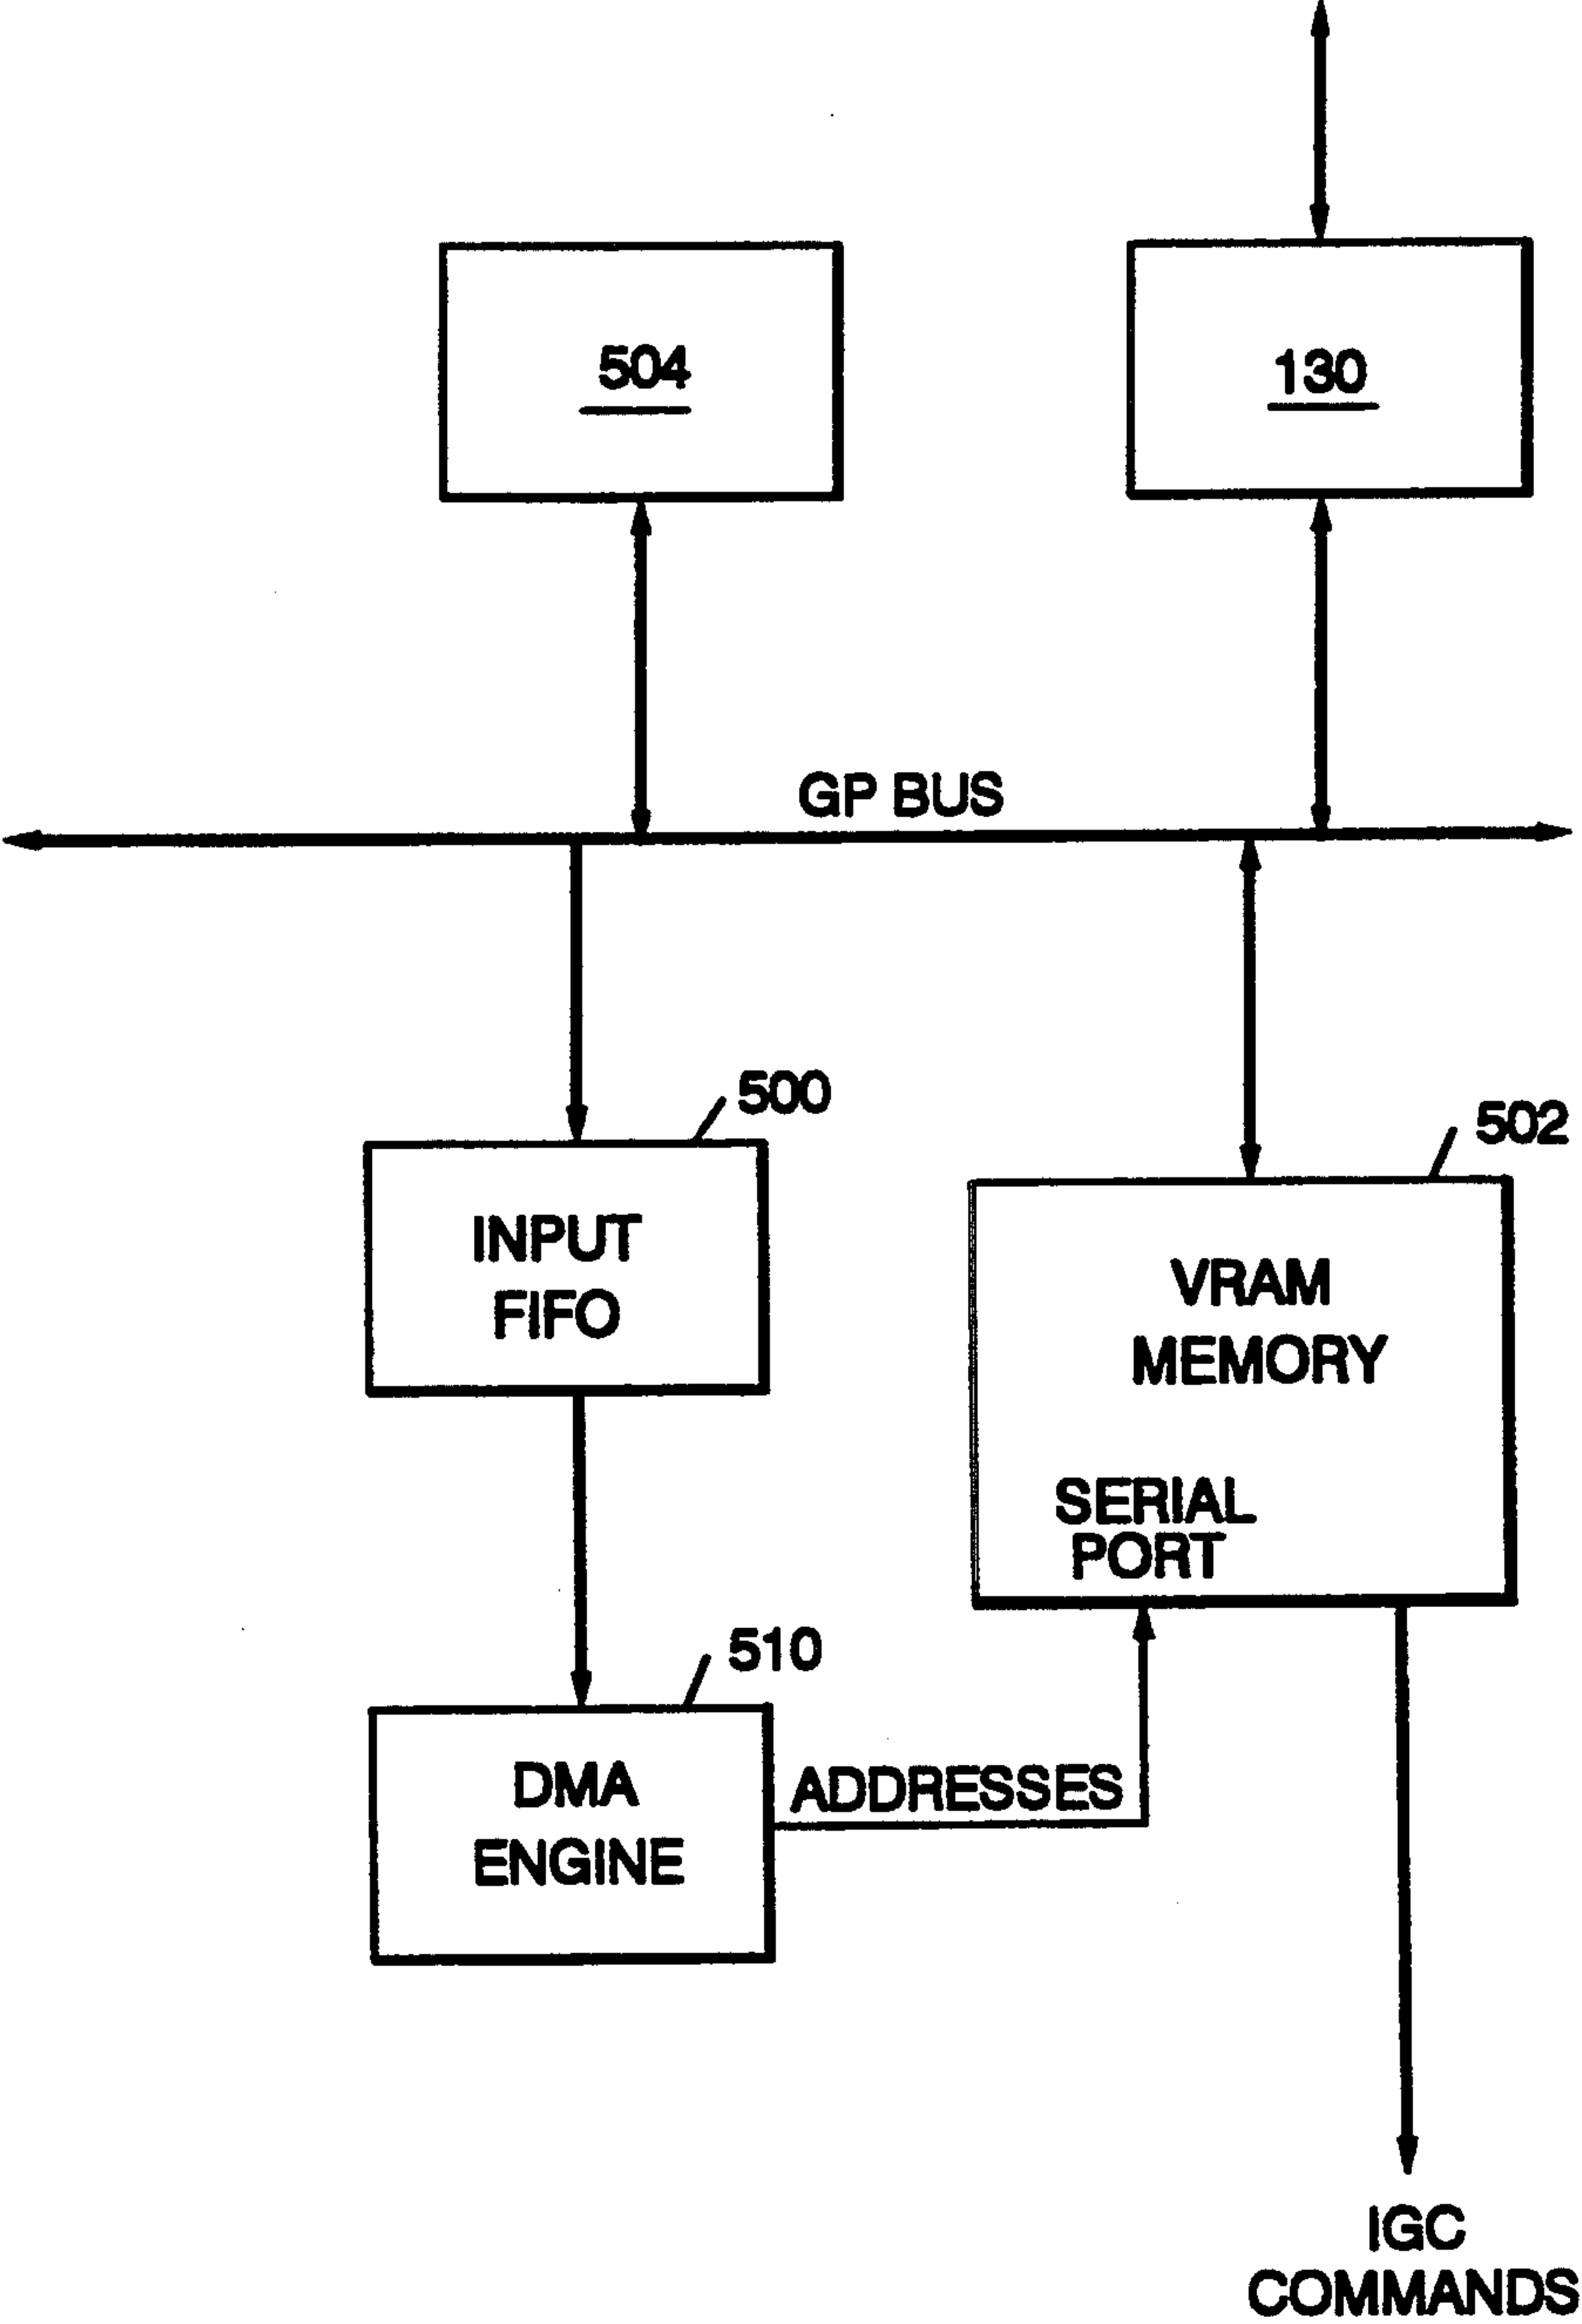 504
130
GP BUS
500
502
INPUT
FIFO
VRAM
MEMORY
SERIAL
PORT
510
DMA
ENGINE
ADDRESSES
IGC
COMMANDS